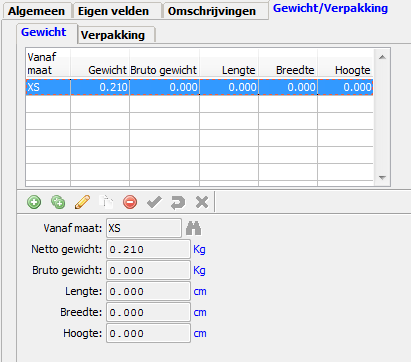 Algemeen Eigen velden Omschrijvingen Gewicht/Verpakking
Gewicht Verpakking
Vanaf
maat Gewicht Bruto gewicht Lengte Breedte Hoogte
XS 0.210 0.000 0.000 0.000 0.000
Vanaf maat: XS
Netto gewicht: 0.210 Kg
Bruto gewicht: 0.000 Kg
Lengte: 0.000 cm
Breedte: 0.000 cm
Hoogte: 0.000 cm